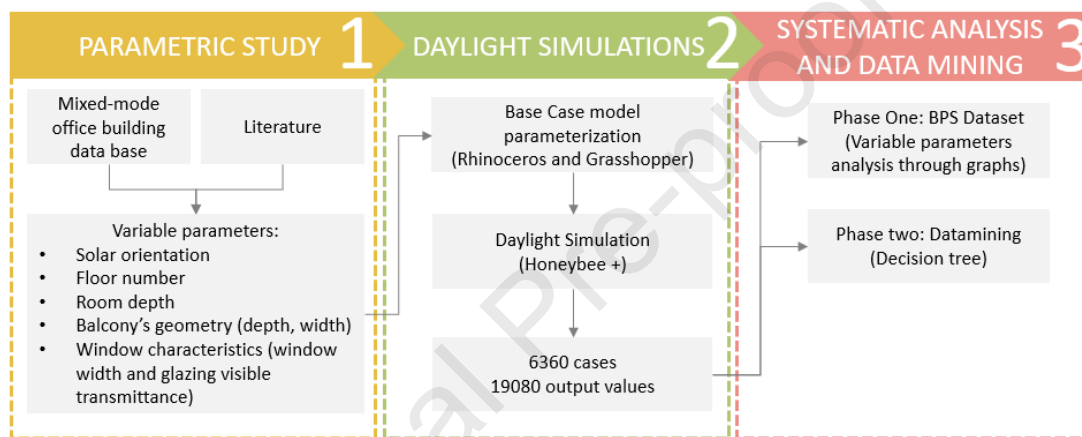 PARAMETRIC STUDY 1
DAYLIGHT SIMULATIONS 2
SYSTEMATIC ANALYSIS
AND DATA MINING 3
Mixed-mode
office building
data base
Literature
Variable parameters:
• Solar orientation
• Floor number
• Room depth
• Balcony's geometry (depth, width)
• Window characteristics (window
width and glazing visible
transmittance)
Base Case model
parameterization
(Rhinoceros and Grasshopper)
Daylight Simulation
(Honeybee +)
6360 cases
19080 output values
Phase One: BPS Dataset
(Variable parameters
analysis through graphs)
Phase two: Datamining
(Decision tree)
al Pre-proo